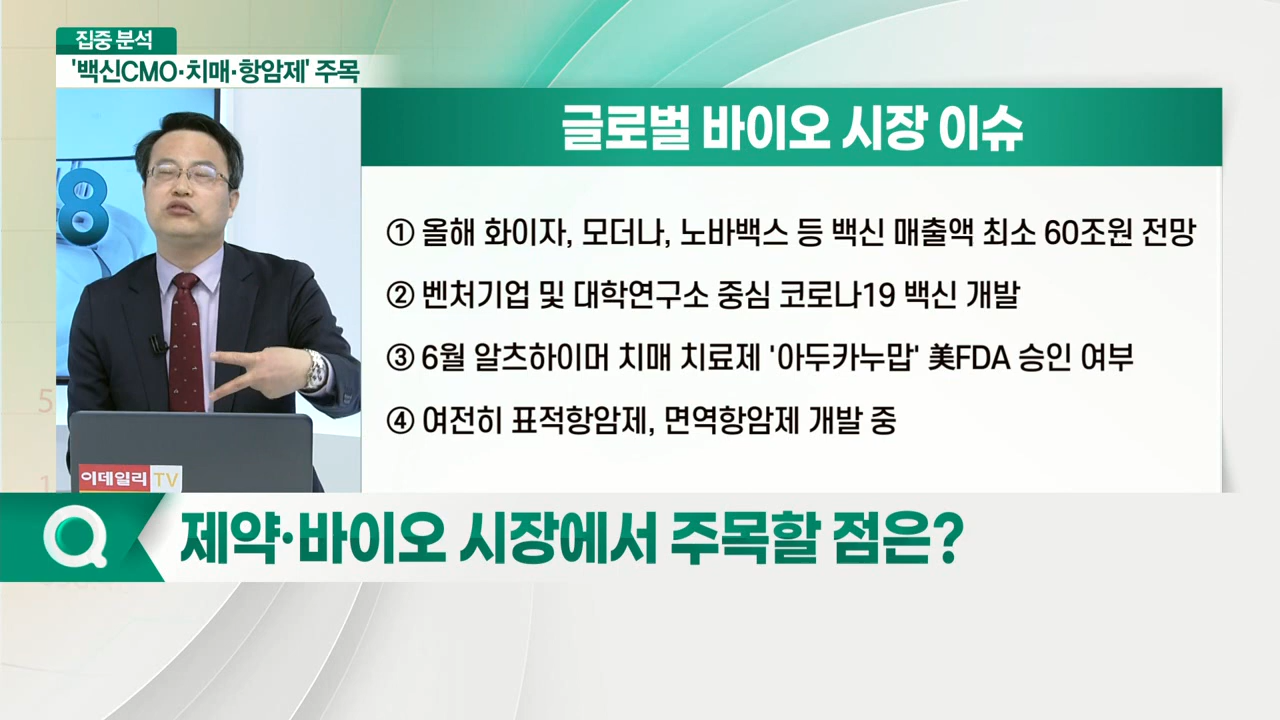 집중 분석
'백신CMO·치매·항암제' 주목
글로벌 바이오 시장 이슈
① 올해 화이자, 모더나, 노바백스 등 백신 매출액 최소 60조원 전망
② 벤처기업 및 대학연구소 중심 코로나19 백신 개발
③ 6월 알츠하이머 치매 치료제 '아두카누맙' 美FDA 승인 여부
④ 여전히 표적항암제, 면역항암제 개발 중
8
5
1
이데일리 TV
Q 제약·바이오 시장에서 주목할 점은?